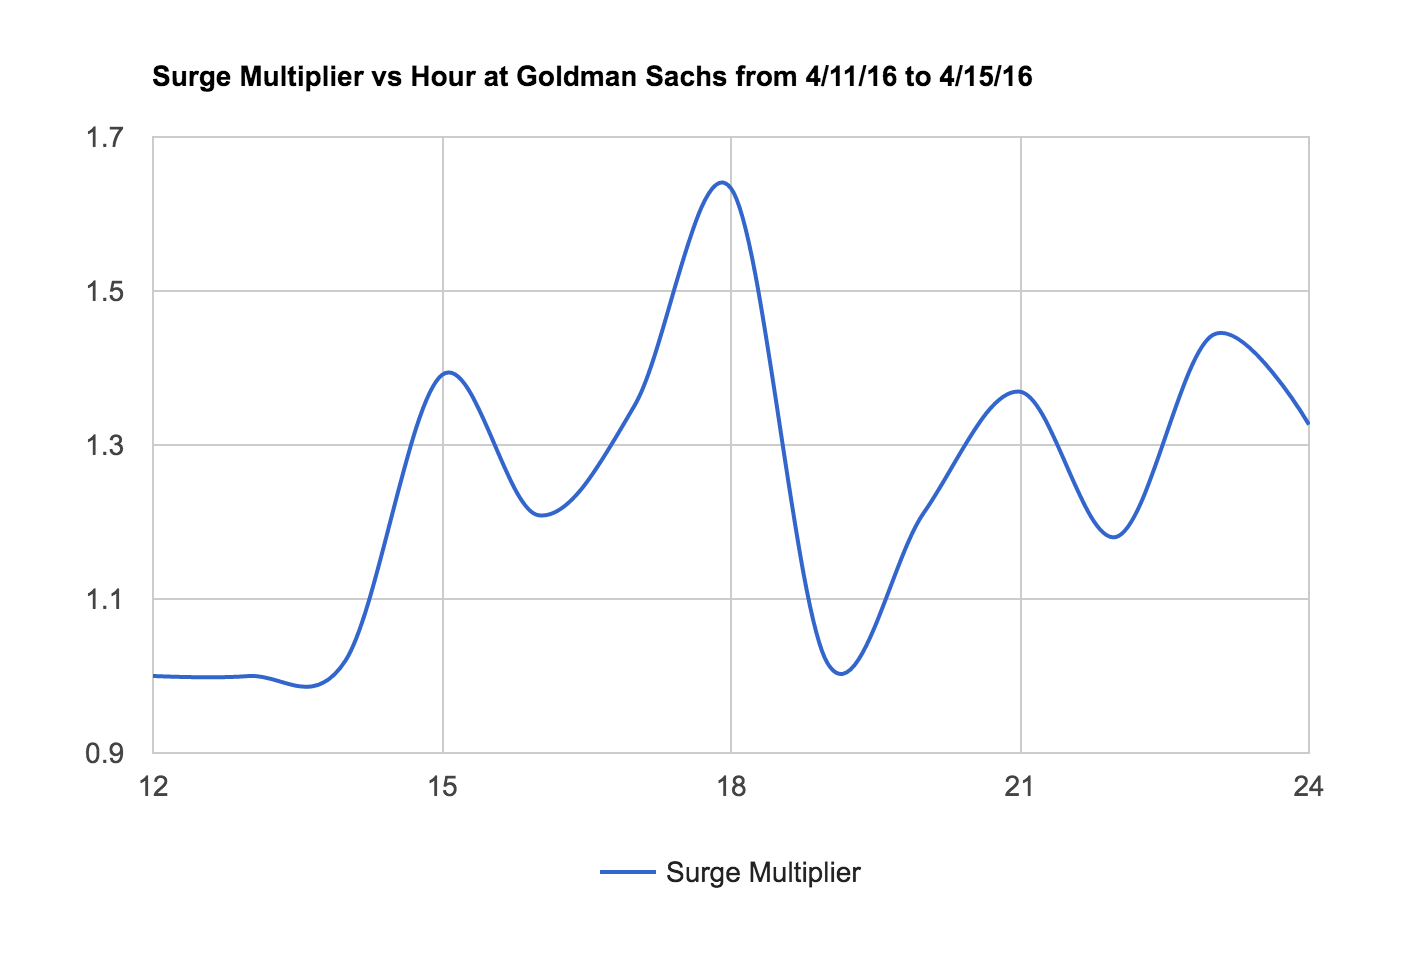 Surge Multiplier vs Hour at Goldman Sachs from 4/11/16 to 4/15/16
1.7
1.5
1.3
1.1
0.9
12 15 18 21 24
Surge Multiplier